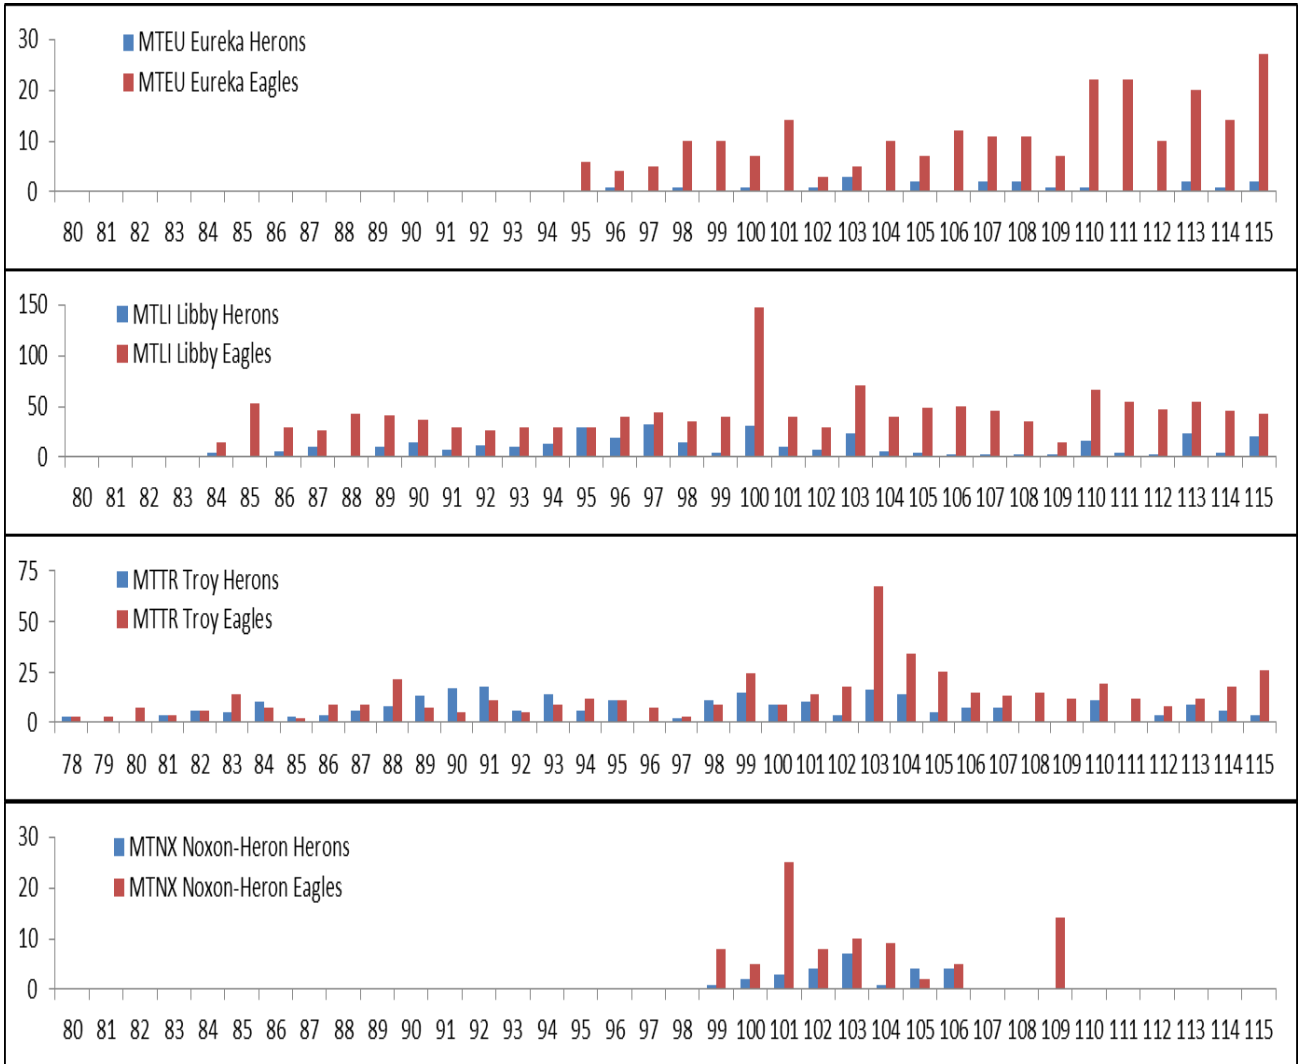 30
MTEU Eureka Herons
MTEU Eureka Eagles
20
10
0
80 81 82 83 84 85 86 87 88 89 90 91 92 93 94 95 96 97 98 99 100 101 102 103 104 105 106 107 108 109 110 111 112 113 114 115
150
MTLI Libby Herons
MTLI Libby Eagles
100
50
0
80 81 82 83 84 85 86 87 88 89 90 91 92 93 94 95 96 97 98 99 100 101 102 103 104 105 106 107 108 109 110 111 112 113 114 115
75
MTTR Troy Herons
MTTR Troy Eagles
50
25
0
78 79 80 81 82 83 84 85 86 87 88 89 90 91 92 93 94 95 96 97 98 99 100 101 102 103 104 105 106 107 108 109 110 111 112 113 114 115
30
MTNX Noxon-Heron Herons
MTNX Noxon-Heron Eagles
20
10
0
80 81 82 83 84 85 86 87 88 89 90 91 92 93 94 95 96 97 98 99 100 101 102 103 104 105 106 107 108 109 110 111 112 113 114 115